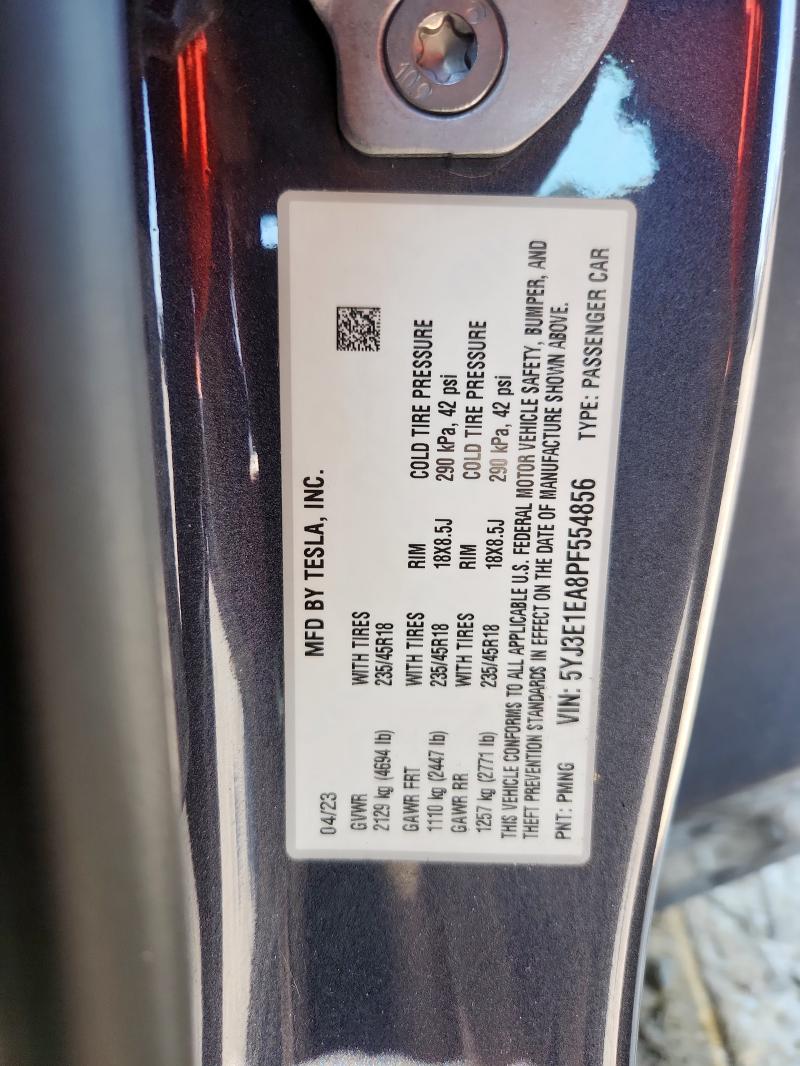 MFD BY TESLA, INC.
04/23
GVWR WITH TIRES
2129 kg (4694 lb) 235/45R18
GAWR FRT WITH TIRES RIM COLD TIRE PRESSURE
1110 kg (2447 lb) 235/45R18 18X8.5J 290 kPa, 42 psi
GAWR RR WITH TIRES RIM COLD TIRE PRESSURE
1257 kg (2771 lb) 235/45R18 18X8.5J 290 kPa, 42 psi
THIS VEHICLE CONFORMS TO ALL APPLICABLE U.S. FEDERAL MOTOR VEHICLE SAFETY, BUMPER, AND
THEFT PREVENTION STANDARDS IN EFFECT ON THE DATE OF MANUFACTURE SHOWN ABOVE.
PNT: PMNG VIN: 5YJ3E1EA8PF554856 TYPE: PASSENGER CAR